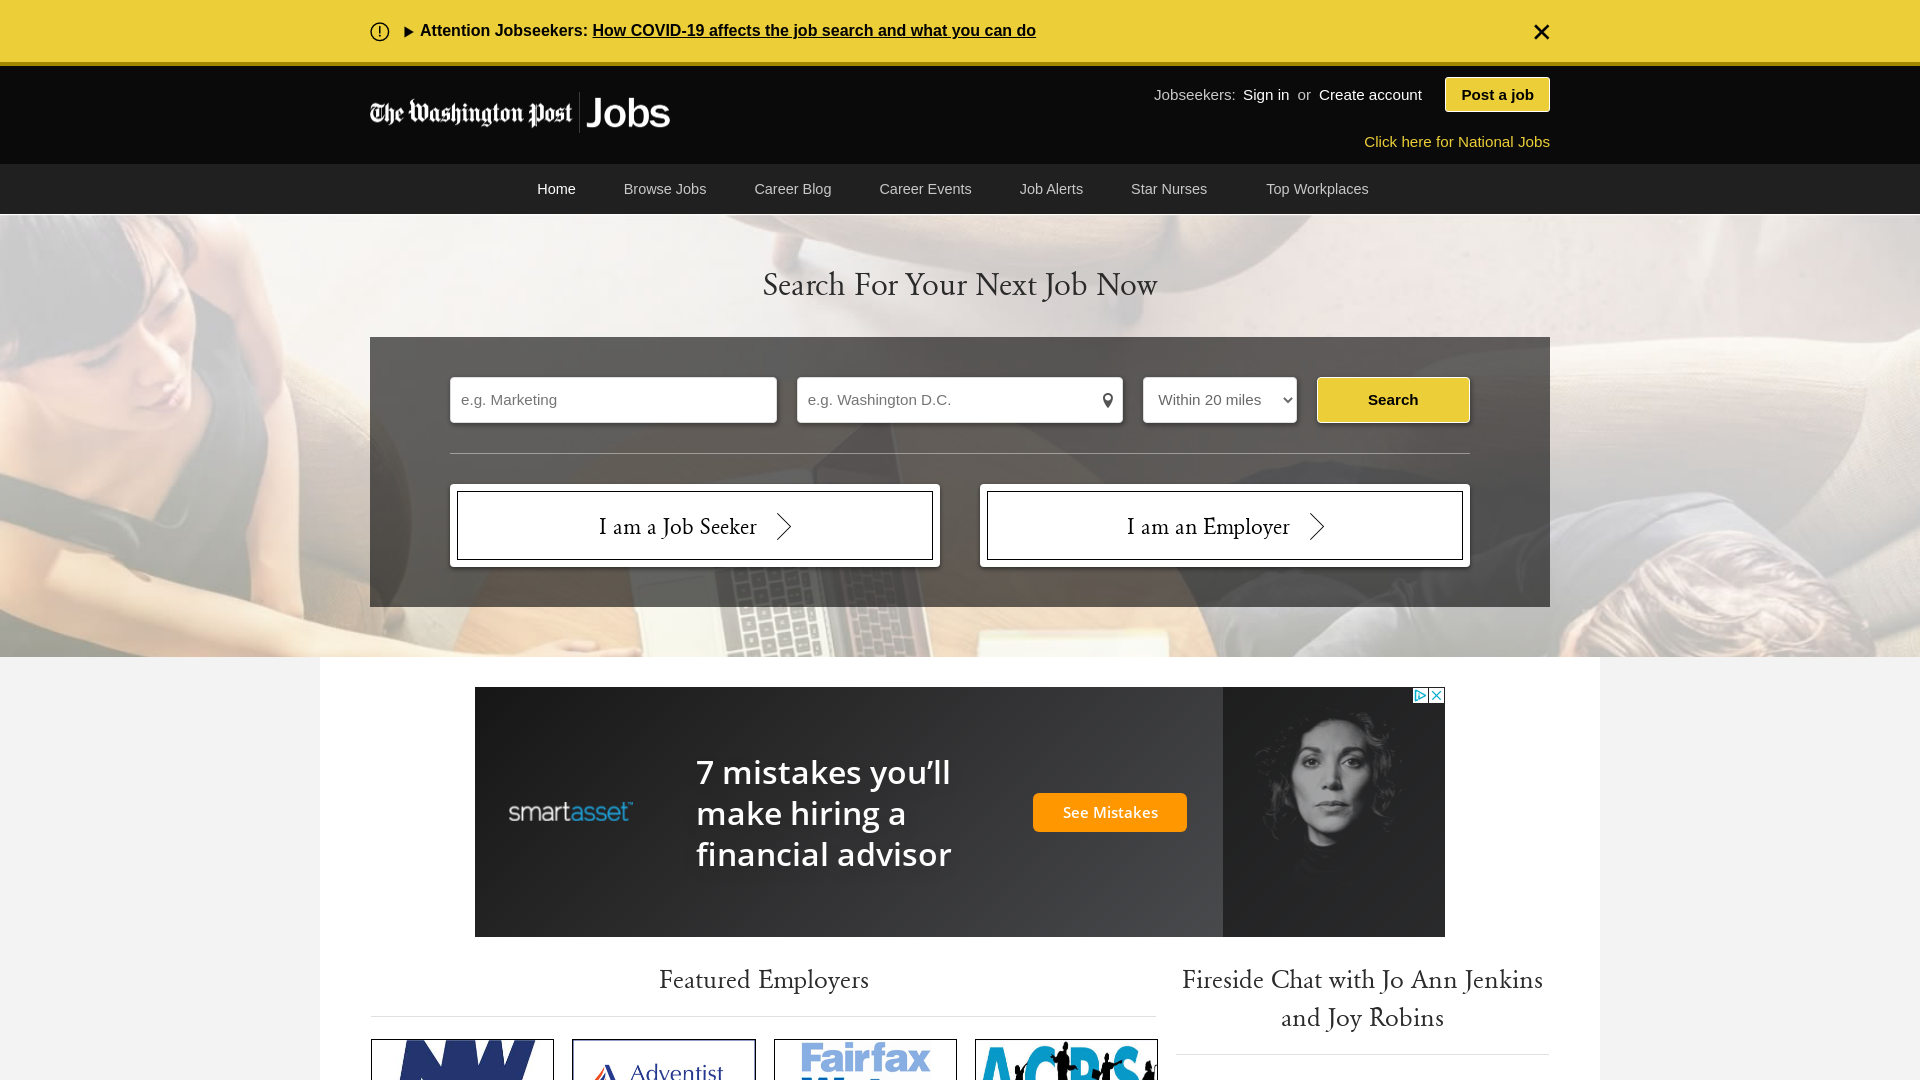 Attention Jobseekers: How COVID-19 affects the job search and what you can do
The Washington Post Jobs
Jobseekers: Sign in or Create account
Post a job
Click here for National Jobs
Home Browse Jobs Career Blog Career Events Job Alerts Star Nurses Top Workplaces
Search For Your Next Job Now
e.g. Marketing
e.g. Washington D.C.
Within 20 miles
Search
I am a Job Seeker
I am an Employer
smartasset™
7 mistakes you’ll
make hiring a
financial advisor
See Mistakes
Featured Employers
Fireside Chat with Jo Ann Jenkins
and Joy Robins
NW
Adventist
Fairfax
ACPS